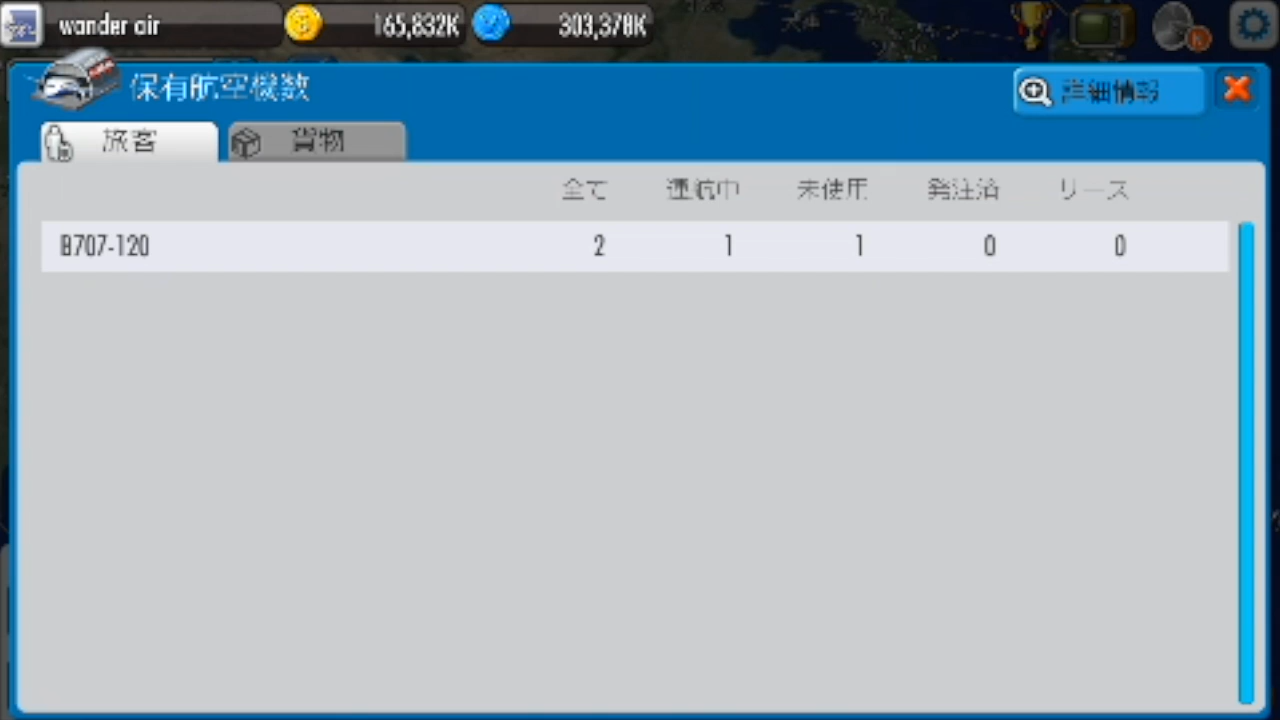 wander air 165,832K 303,378K
保有航空機数 詳細情報
旅客 貨物
全て 運航中 未使用 発注済 リース
B707-120 2 1 1 0 0